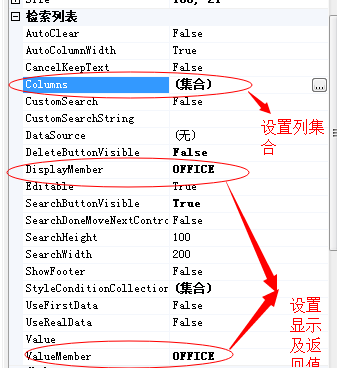 检索列表
AutoClear False
AutoColumnWidth True
CancelKeepText False
Columns (集合) ...
CustomSearch False
CustomSearchString
DataSource (无)
DeleteButtonVisible False
DisplayMember OFFICE
Editable True
SearchButtonVisible True
SearchDoneMoveNextContro False
SearchHeight 100
SearchWidth 200
ShowFooter False
StyleConditionCollection (集合)
UseFirstData False
UseRealData False
Value
ValueMember OFFICE
设置列集
合
设置
显示
及返
回值